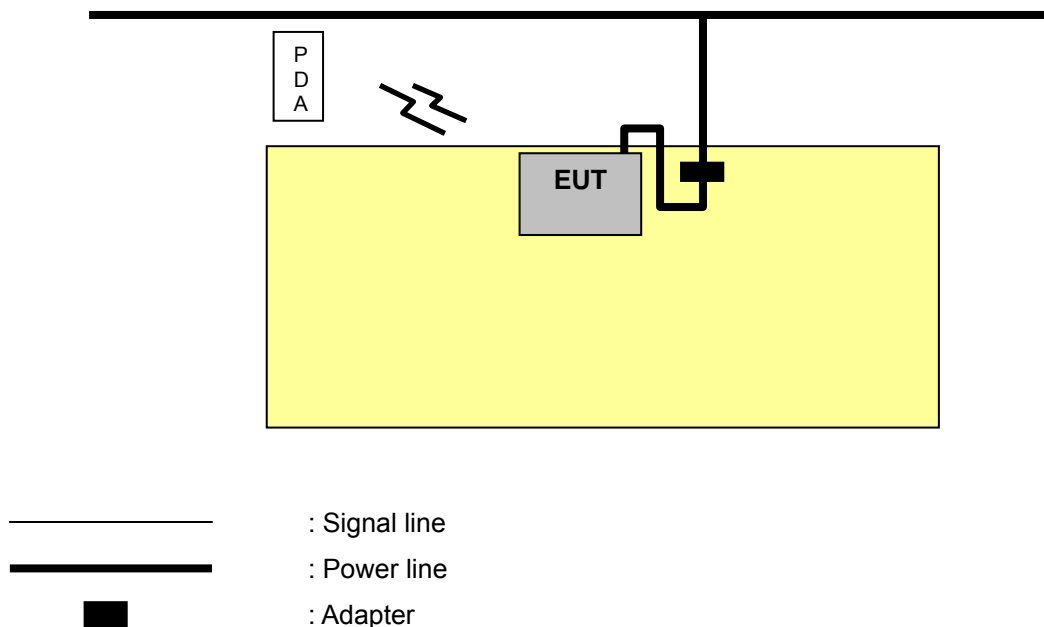 P
D
A
EUT
: Signal line
: Power line
: Adapter